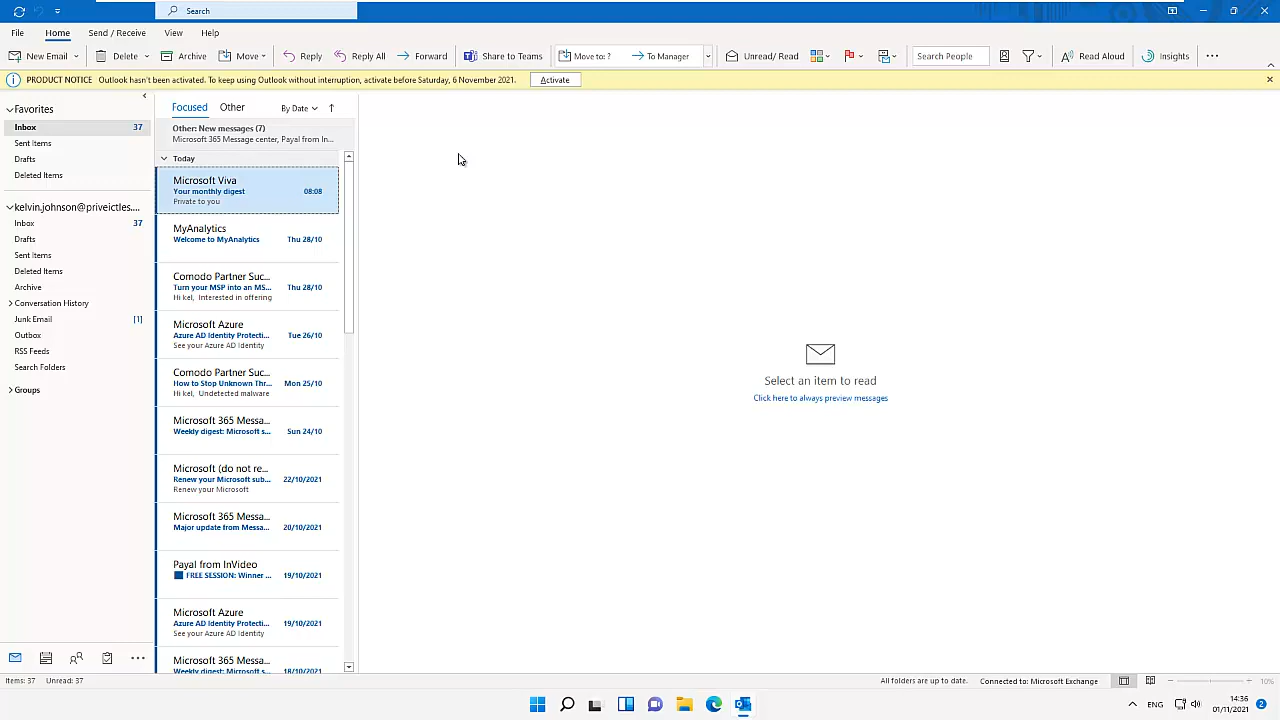 Search
File Home Send / Receive View Help
New Email Delete Archive Move Reply Reply All Forward Share to Teams Move to: ? To Manager Unread/ Read Search People Read Aloud Insights
PRODUCT NOTICE Outlook hasn't been activated. To keep using Outlook without interruption, activate before Saturday, 6 November 2021. Activate
Favorites
Inbox 37
Sent Items
Drafts
Deleted Items
kelvin.johnson@priveictles....
Inbox 37
Drafts
Sent Items
Deleted Items
Archive
Conversation History
Junk Email [1]
Outbox
RSS Feeds
Search Folders
Groups
Focused Other By Date
Other: New messages (7)
Microsoft 365 Message center, Payal from In...
Today
Microsoft Viva
Your monthly digest 08:08
Private to you
MyAnalytics
Welcome to MyAnalytics Thu 28/10
Comodo Partner Suc...
Turn your MSP into an MS... Thu 28/10
Hi kel, Interested in offering
Microsoft Azure
Azure AD Identity Protecti... Tue 26/10
See your Azure AD Identity
Comodo Partner Suc...
How to Stop Unknown Thr... Mon 25/10
Hi kel, Undetected malware
Microsoft 365 Messa...
Weekly digest: Microsoft s... Sun 24/10
Microsoft (do not re...
Renew your Microsoft sub... 22/10/2021
Renew your Microsoft
Microsoft 365 Messa...
Major update from Messa... 20/10/2021
Payal from InVideo
FREE SESSION: Winner ... 19/10/2021
Microsoft Azure
Azure AD Identity Protecti... 19/10/2021
See your Azure AD Identity
Microsoft 365 Messa...
Weekly digest: Microsoft s... 18/10/2021
Select an item to read
Click here to always preview messages
Items: 37 Unread: 37
All folders are up to date. Connected to: Microsoft Exchange 10%
ENG 14:36
01/11/2021 2